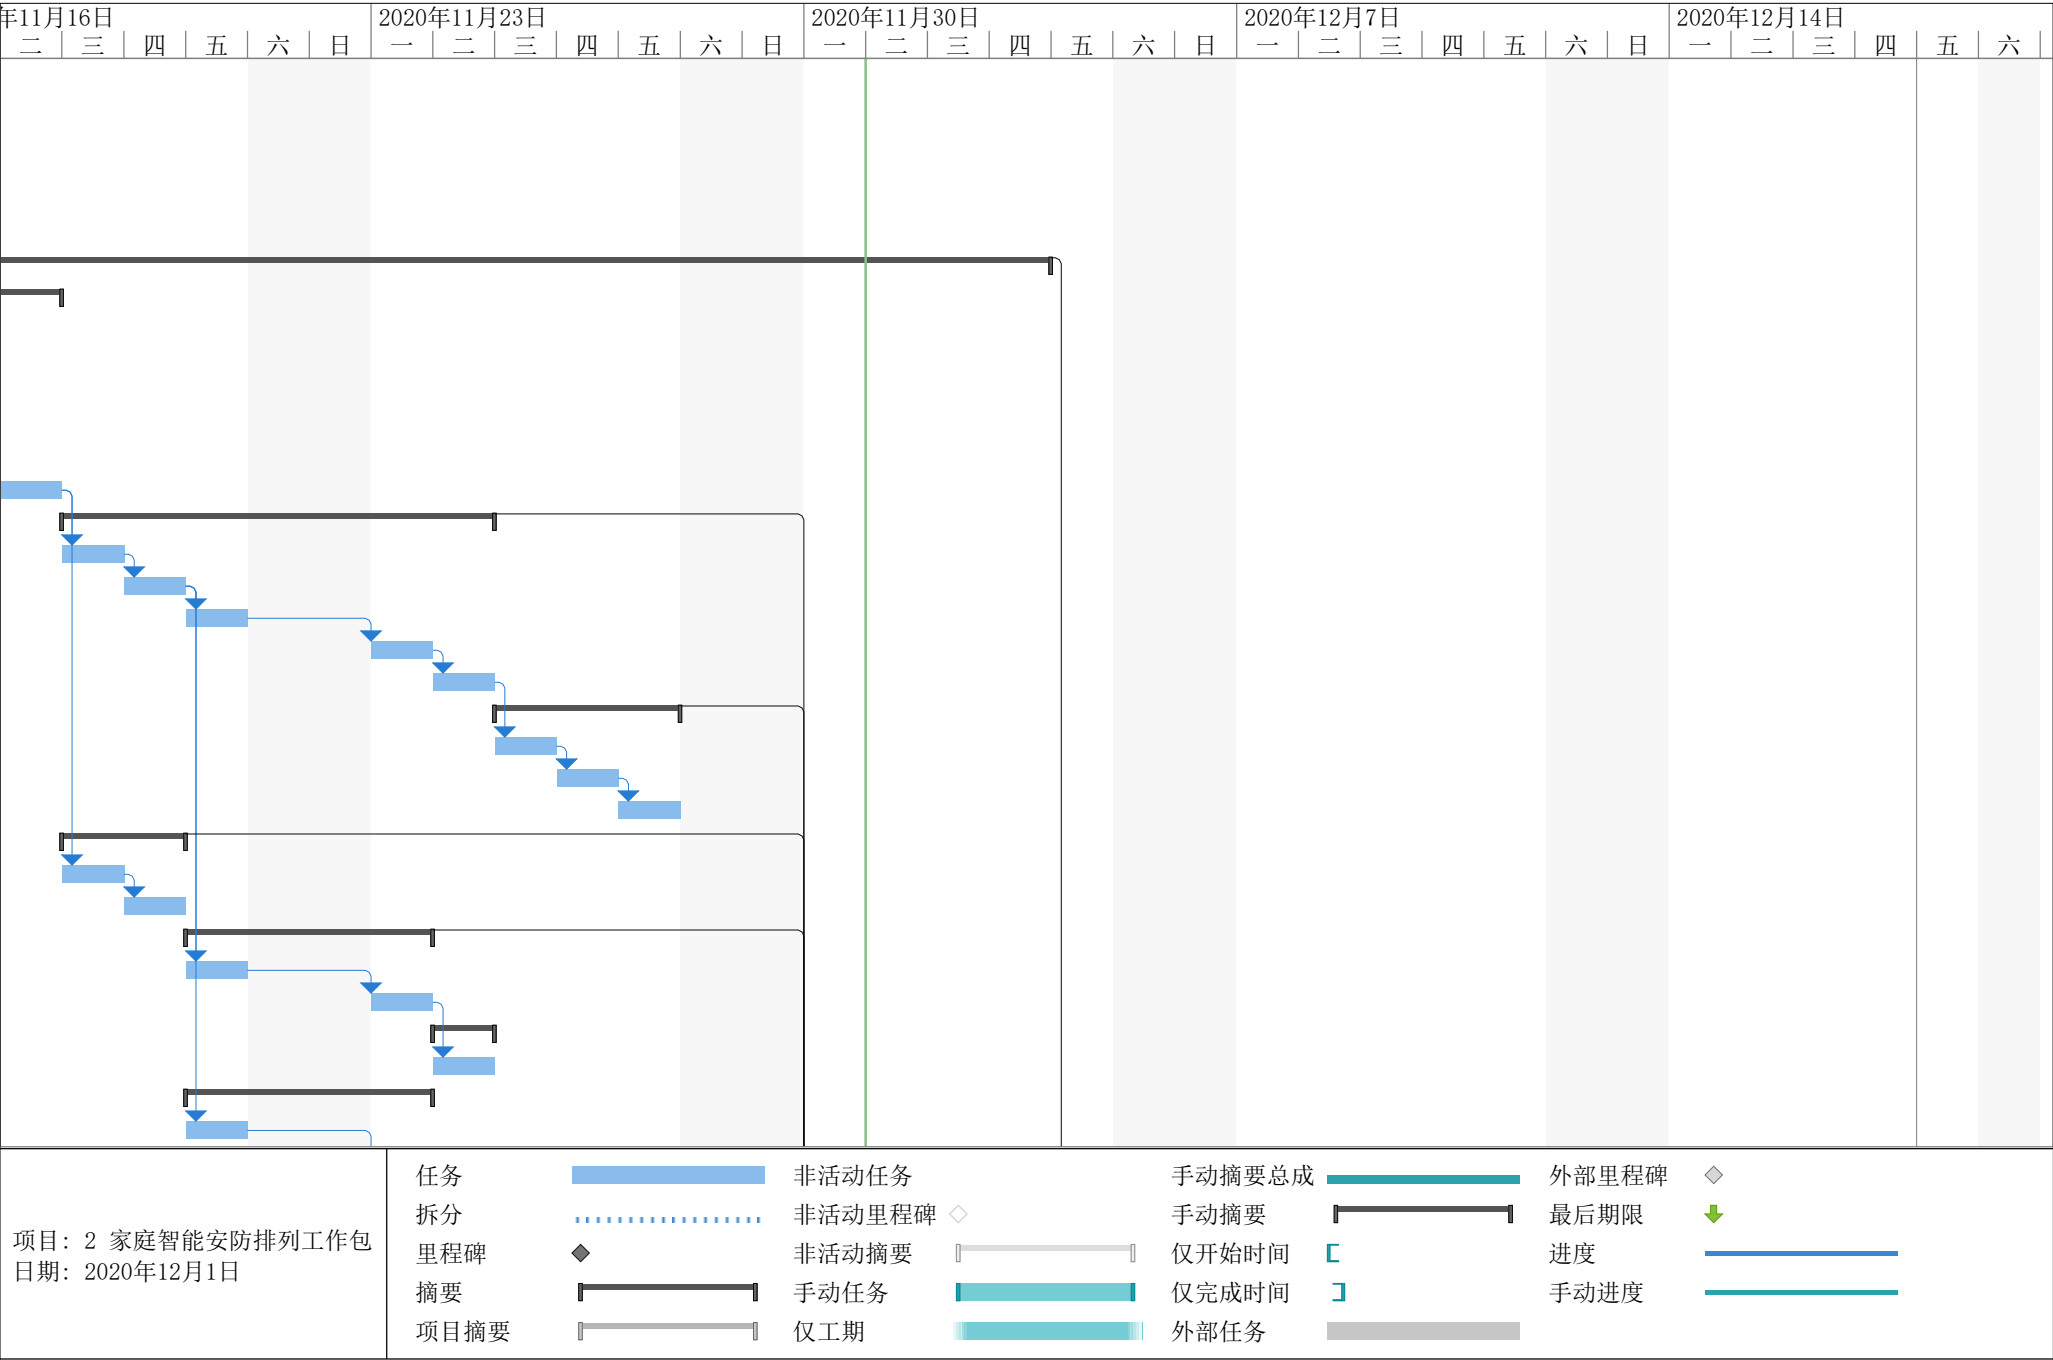 年11月16日 2020年11月23日 2020年11月30日 2020年12月7日 2020年12月14日
二 三 四 五 六 日 一 二 三 四 五 六 日 一 二 三 四 五 六 日 一 二 三 四 五 六 日 一 二 三 四 五 六
项目: 2 家庭智能安防排列工作包
日期: 2020年12月1日
任务
拆分
里程碑
摘要
项目摘要
非活动任务
非活动里程碑
非活动摘要
手动任务
仅工期
手动摘要总成
手动摘要
仅开始时间
仅完成时间
外部任务
外部里程碑
最后期限
进度
手动进度